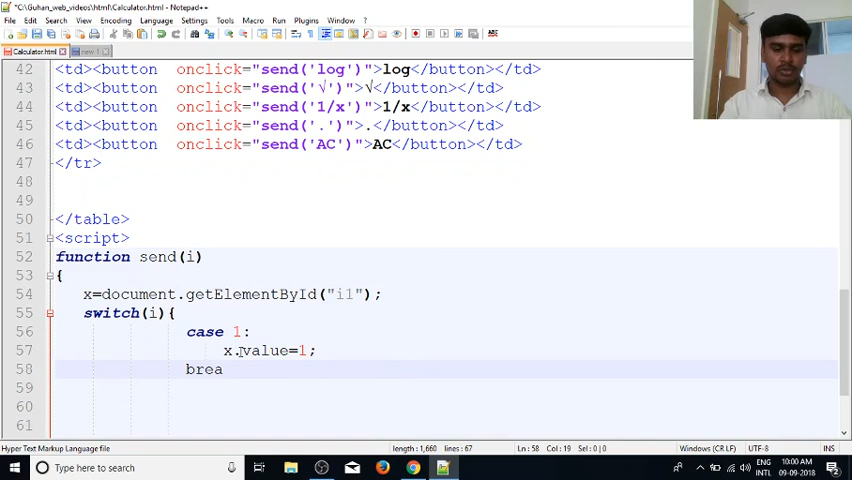 *C:\Guhan_web_videos\html\Calculator.html - Notepad++
File Edit Search View Encoding Language Settings Tools Macro Run Plugins Window ?
Calculator.html new 1
42 <td><button onclick="send('log')">log</button></td>
43 <td><button onclick="send('√')">√</button></td>
44 <td><button onclick="send('1/x')">1/x</button></td>
45 <td><button onclick="send('.')">.</button></td>
46 <td><button onclick="send('AC')">AC</button></td>
47 </tr>
48
49
50 </table>
51 <script>
52 function send(i)
53 {
54 x=document.getElementById("i1");
55 switch(i){
56 case 1:
57 x.value=1;
58 brea
59
60
61
Hyper Text Markup Language file length : 1,660 lines : 67 Ln : 58 Col : 19 Sel : 0 | 0 Windows (CR LF) UTF-8 INS
Type here to search
ENG
INTL
10:00 AM
09-09-2018